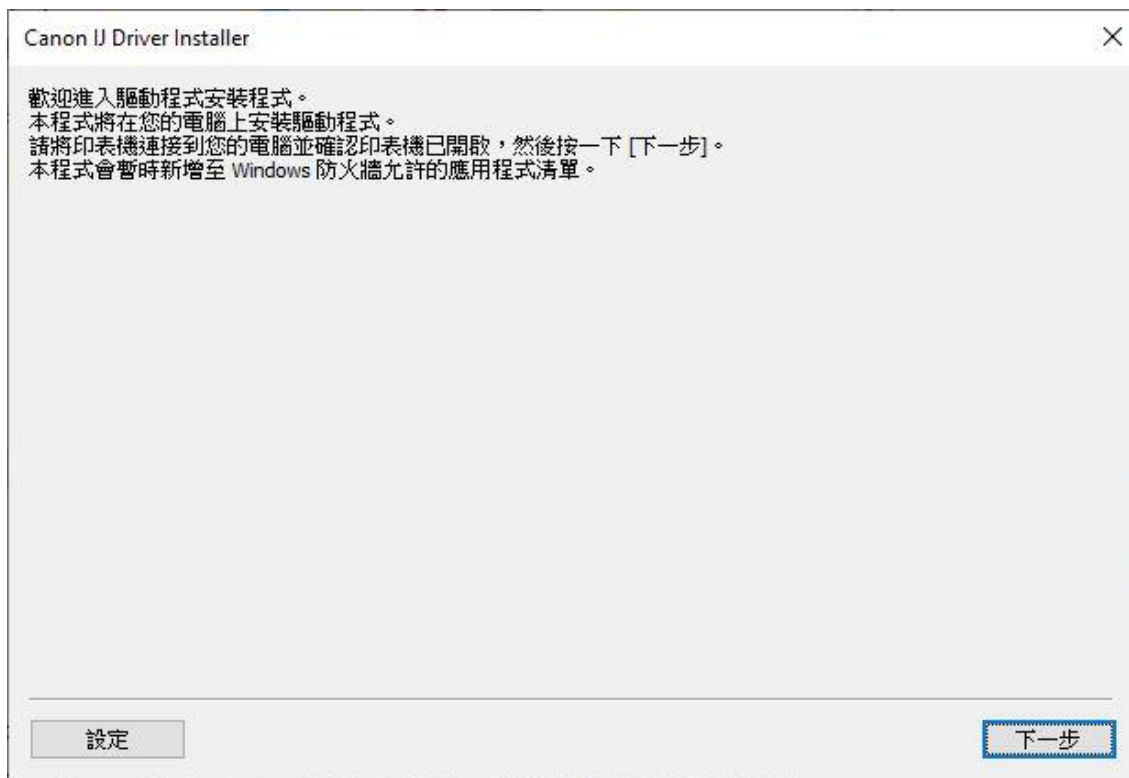 Canon IJ Driver Installer
歡迎進入驅動程式安裝程式。
本程式將在您的電腦上安裝驅動程式。
請將印表機連接到您的電腦並確認印表機已開啟，然後按一下 [下一步]。
本程式會暫時新增至 Windows 防火牆允許的應用程式清單。
設定
下一步